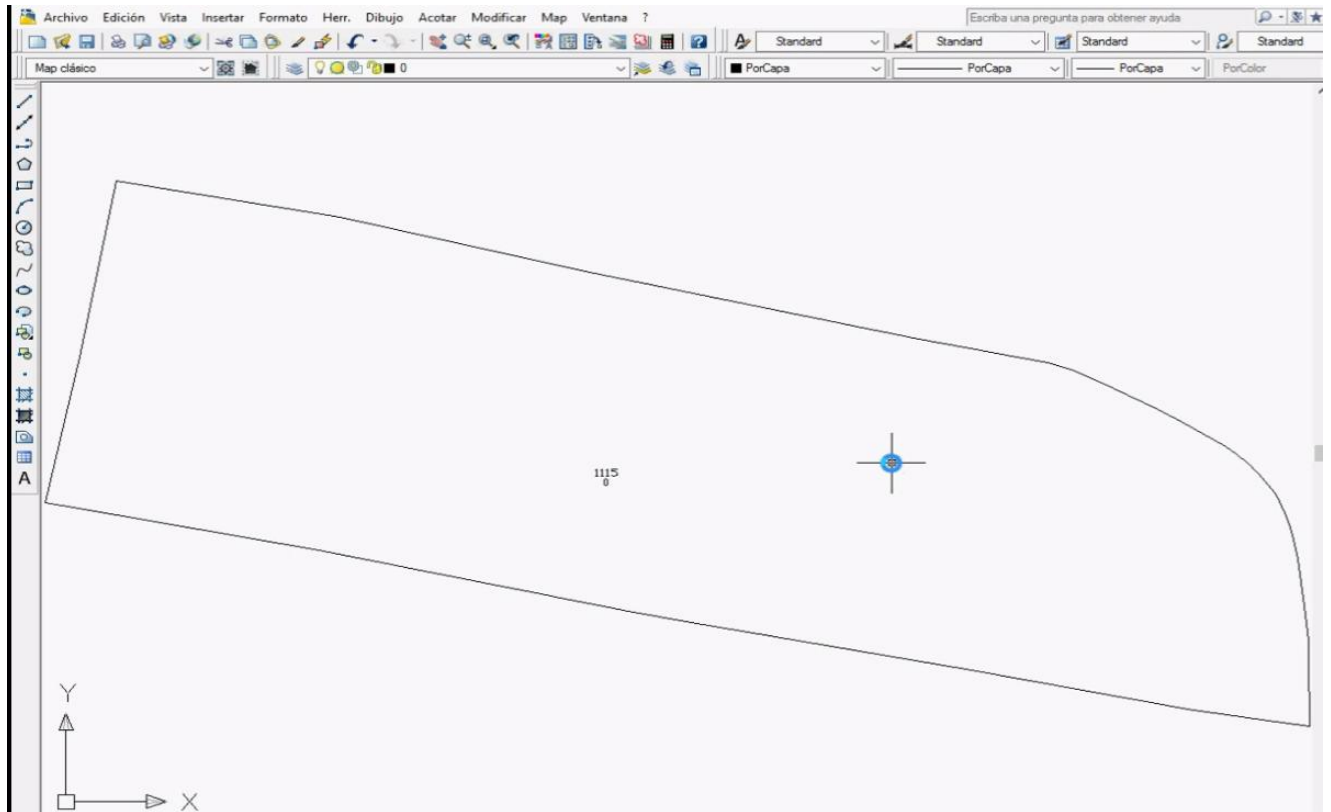 Archivo Edición Vista Insertar Formato Herr. Dibujo Acotar Modificar Map Ventana ? Escriba una pregunta para obtener ayuda
Standard Standard Standard Standard
Map clásico 0 PorCapa PorCapa PorCapa PorColor
A
1115
0
Y
X